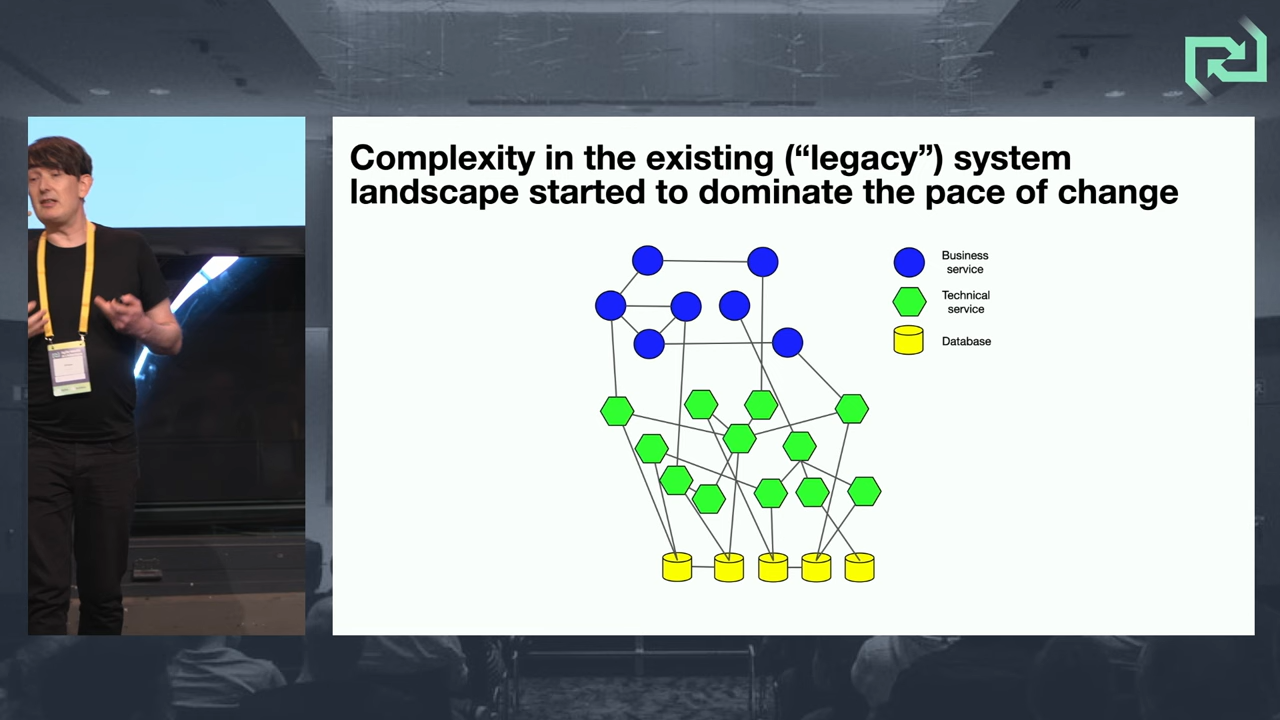 Complexity in the existing (“legacy”) system
landscape started to dominate the pace of change
Business
service
Technical
service
Database